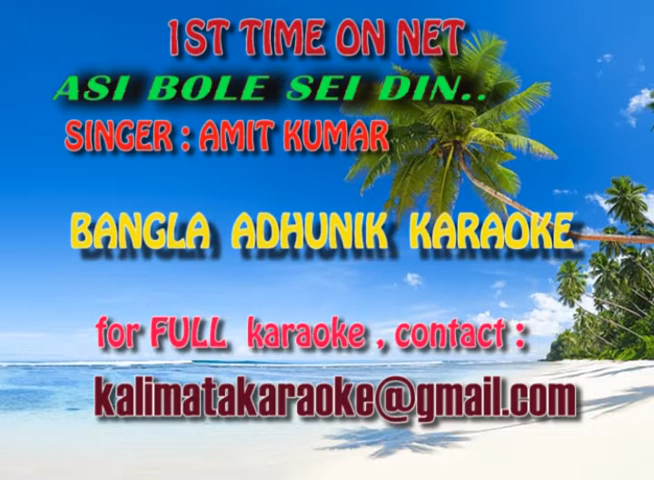 1ST TIME ON NET
ASI BOLE SEI DIN..
SINGER : AMIT KUMAR
BANGLA ADHUNIK KARAOKE
for FULL karaoke , contact :
kalimatakaraoke@gmail.com